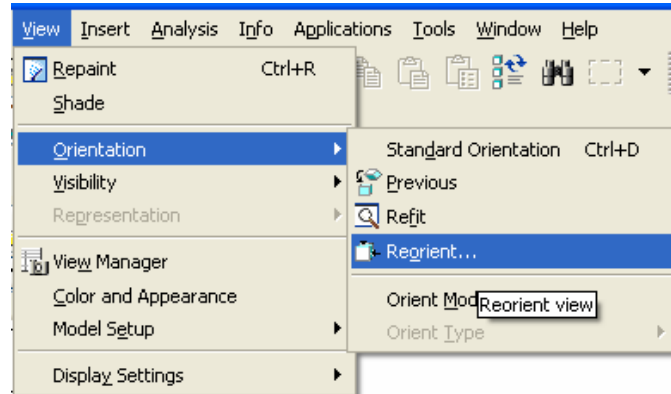 View Insert Analysis Info Applications Tools Window Help
Repaint Ctrl+R
Shade
Orientation
Visibility
Representation
View Manager
Color and Appearance
Model Setup
Display Settings
Standard Orientation Ctrl+D
Previous
Refit
Reorient...
Orient Mod
Reorient view
Orient Type